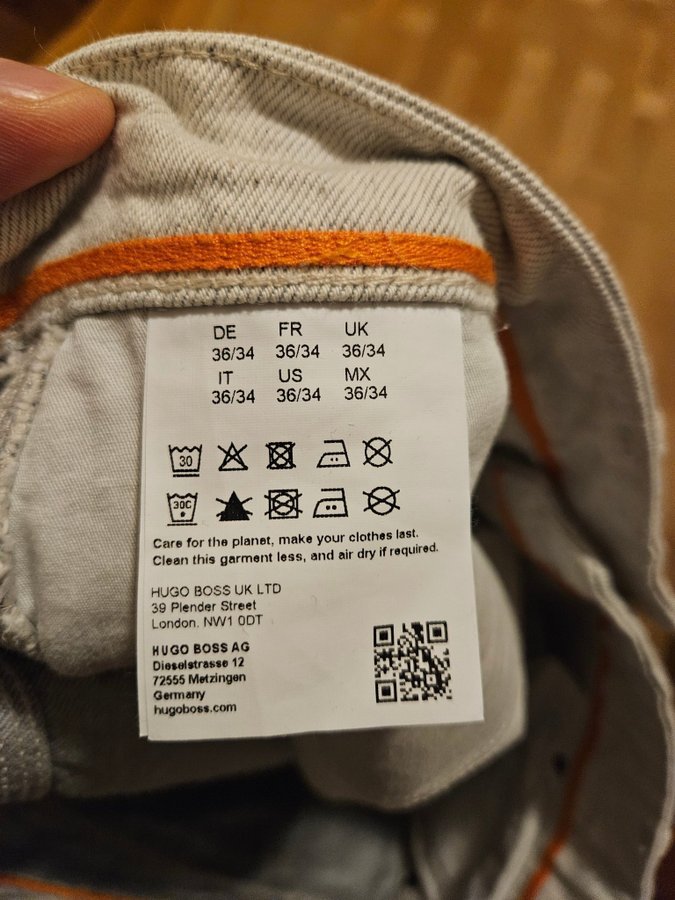 DE FR UK
36/34 36/34 36/34
IT US MX
36/34 36/34 36/34
30
30C
Care for the planet, make your clothes last.
Clean this garment less, and air dry if required.
HUGO BOSS UK LTD
39 Plender Street
London. NW1 0DT
HUGO BOSS AG
Dieselstrasse 12
72555 Metzingen
Germany
hugoboss.com